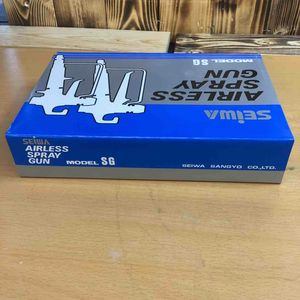 SEIWA
AIRLESS
SPRAY
GUN
MODEL SG
SEIWA
AIRLESS
SPRAY
GUN
MODEL SG
SEIWA SANGYO CO.,LTD.